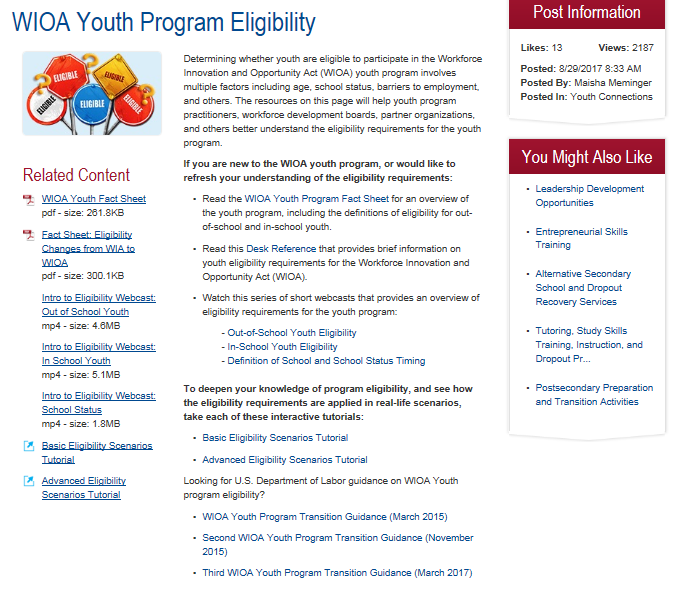 WIOA Youth Program Eligibility
ELIGIBLE
ELIGIBLE
ELIGIBLE
ELIGIBLE
ELIGIBLE
Related Content
WIOA Youth Fact Sheet
pdf - size: 261.8KB
Fact Sheet: Eligibility
Changes from WIA to
WIOA
pdf - size: 300.1KB
Intro to Eligibility Webcast:
Out of School Youth
mp4 - size: 4.6MB
Intro to Eligibility Webcast:
In School Youth
mp4 - size: 5.1MB
Intro to Eligibility Webcast:
School Status
mp4 - size: 1.8MB
Basic Eligibility Scenarios
Tutorial
Advanced Eligibility
Scenarios Tutorial
Determining whether youth are eligible to participate in the Workforce
Innovation and Opportunity Act (WIOA) youth program involves
multiple factors including age, school status, barriers to employment,
and others. The resources on this page will help youth program
practitioners, workforce development boards, partner organizations,
and others better understand the eligibility requirements for the youth
program.
If you are new to the WIOA youth program, or would like to
refresh your understanding of the eligibility requirements:
• Read the WIOA Youth Program Fact Sheet for an overview of
the youth program, including the definitions of eligibility for out-
of-school and in-school youth.
• Read this Desk Reference that provides brief information on
youth eligibility requirements for the Workforce Innovation and
Opportunity Act (WIOA).
• Watch this series of short webcasts that provides an overview of
eligibility requirements for the youth program:
- Out-of-School Youth Eligibility
- In-School Youth Eligibility
- Definition of School and School Status Timing
To deepen your knowledge of program eligibility, and see how
the eligibility requirements are applied in real-life scenarios,
take each of these interactive tutorials:
• Basic Eligibility Scenarios Tutorial
• Advanced Eligibility Scenarios Tutorial
Looking for U.S. Department of Labor guidance on WIOA Youth
program eligibility?
• WIOA Youth Program Transition Guidance (March 2015)
• Second WIOA Youth Program Transition Guidance (November
2015)
• Third WIOA Youth Program Transition Guidance (March 2017)
Post Information
Likes: 13 Views: 2187
Posted: 8/29/2017 8:33 AM
Posted By: Maisha Meminger
Posted In: Youth Connections
You Might Also Like
• Leadership Development
Opportunities
• Entrepreneurial Skills
Training
• Alternative Secondary
School and Dropout
Recovery Services
• Tutoring, Study Skills
Training, Instruction, and
Dropout Pr...
• Postsecondary Preparation
and Transition Activities